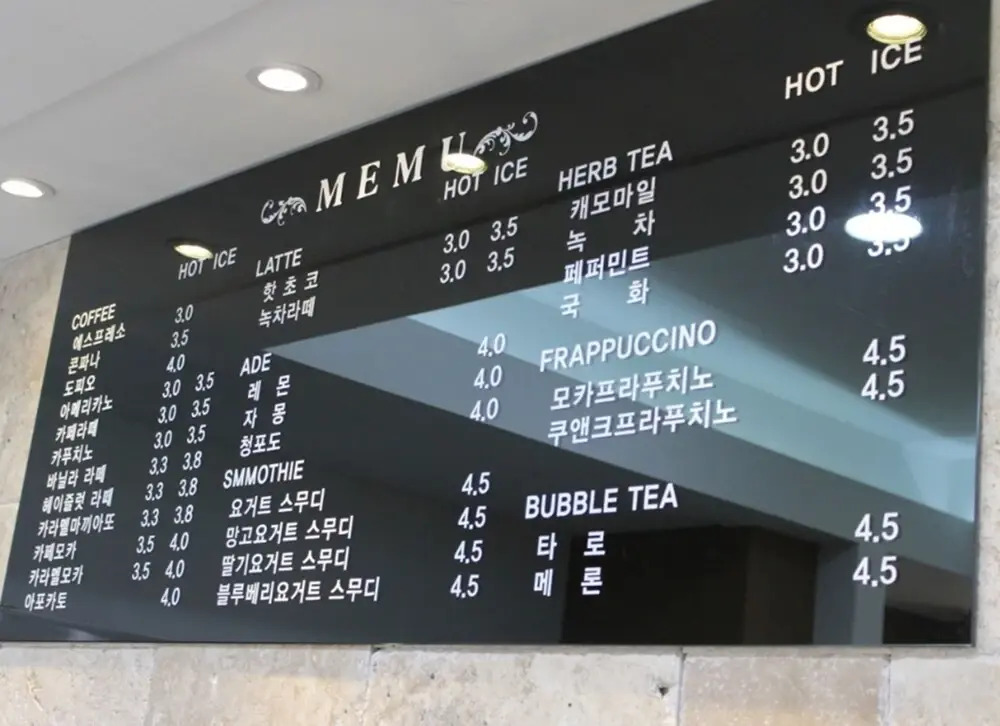 MEMU
COFFEE HOT ICE
에스프레소 3.0
콘파나 3.5
도피오 4.0
아메리카노 3.0 3.5
카페라떼 3.0 3.5
카푸치노 3.0 3.5
바닐라 라떼 3.3 3.8
헤이즐럿 라떼 3.3 3.8
카라멜마끼아또 3.3 3.8
카페모카 3.5 4.0
카라멜모카 3.5 4.0
아포카토 4.0
LATTE HOT ICE
핫 초 코 3.0 3.5
녹차라떼 3.0 3.5
ADE
레 몬 4.0
자 몽 4.0
청포도 4.0
SMMOTHIE
요거트 스무디 4.5
망고요거트 스무디 4.5
딸기요거트 스무디 4.5
블루베리요거트 스무디 4.5
HERB TEA HOT ICE
캐모마일 3.0 3.5
녹 차 3.0 3.5
페퍼민트 3.0 3.5
국 화 3.0 3.5
FRAPPUCCINO
모카프라푸치노 4.5
쿠앤크프라푸치노 4.5
BUBBLE TEA
타 로 4.5
메 론 4.5